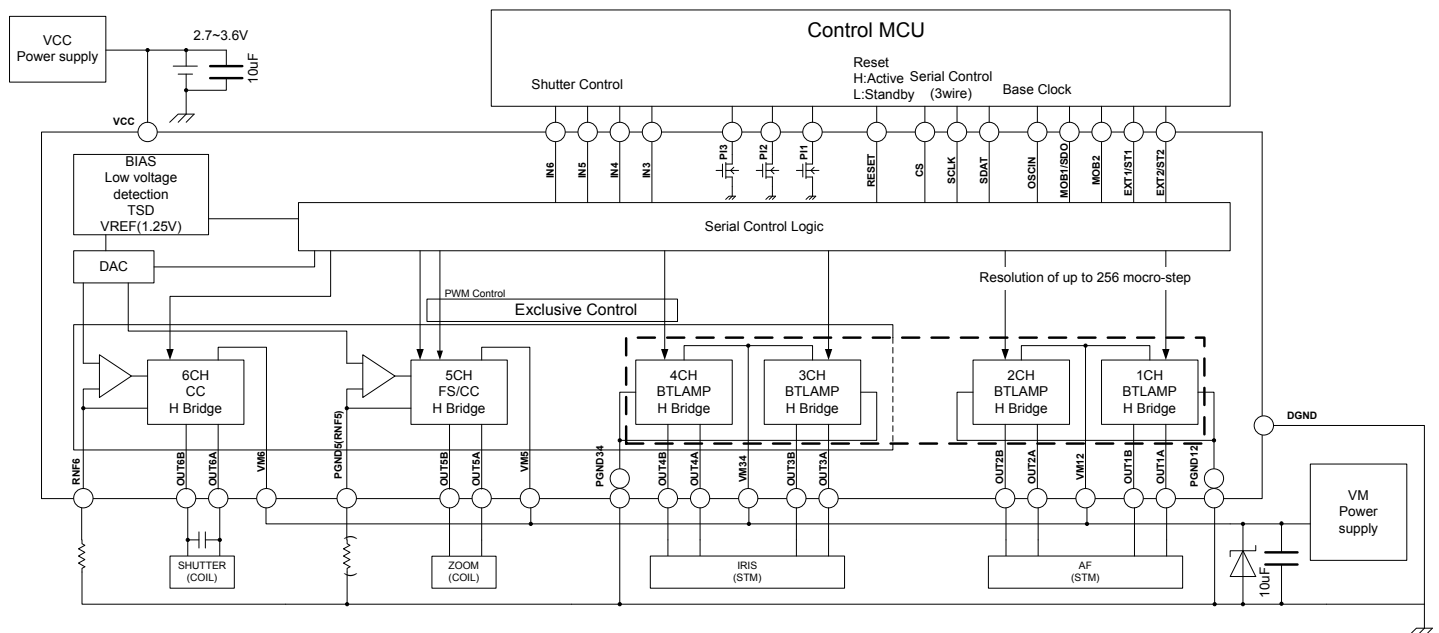 VCC
Power supply
2.7~3.6V
10uF
Control MCU
Shutter Control
Reset
H:Active
L:Standby
Serial Control
(3wire)
Base Clock
VCC
IN6
IN5
IN4
IN3
PI3
PI2
PI1
RESET
CS
SCLK
SDAT
OSCIN
MOB1/SDO
MOB2
EXT1/ST1
EXT2/ST2
BIAS
Low voltage
detection
TSD
VREF(1.25V)
Serial Control Logic
DAC
Resolution of up to 256 mocro-step
PWM Control
Exclusive Control
6CH
CC
H Bridge
5CH
FS/CC
H Bridge
4CH
BTLAMP
H Bridge
3CH
BTLAMP
H Bridge
2CH
BTLAMP
H Bridge
1CH
BTLAMP
H Bridge
DGND
RNF6
OUT6B
OUT6A
VM6
PGND5(RNF5)
OUT5B
OUT5A
VM5
PGND34
OUT4B
OUT4A
VM34
OUT3B
OUT3A
OUT2B
OUT2A
VM12
OUT1B
OUT1A
PGND12
VM
Power
supply
SHUTTER
(COIL)
ZOOM
(COIL)
IRIS
(STM)
AF
(STM)
10uF